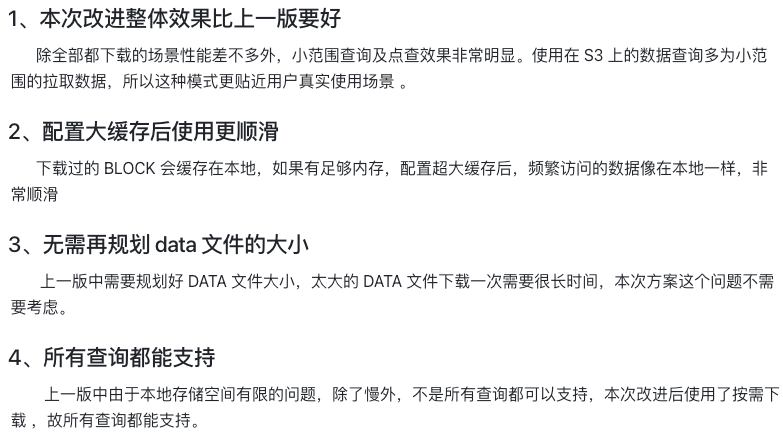 1、本次改进整体效果比上一版要好
除全部都下载的场景性能差不多外，小范围查询及点查效果非常明显。使用在 S3 上的数据查询多为小范
围的拉取数据，所以这种模式更贴近用户真实使用场景 。
2、配置大缓存后使用更顺滑
下载过的 BLOCK 会缓存在本地，如果有足够内存，配置超大缓存后，频繁访问的数据像在本地一样，非
常顺滑
3、无需再规划 data 文件的大小
上一版中需要规划好 DATA 文件大小，太大的 DATA 文件下载一次需要很长时间，本次方案这个问题不需
要考虑。
4、所有查询都能支持
上一版中由于本地存储空间有限的问题，除了慢外，不是所有查询都可以支持，本次改进后使用了按需下
载 ，故所有查询都能支持。